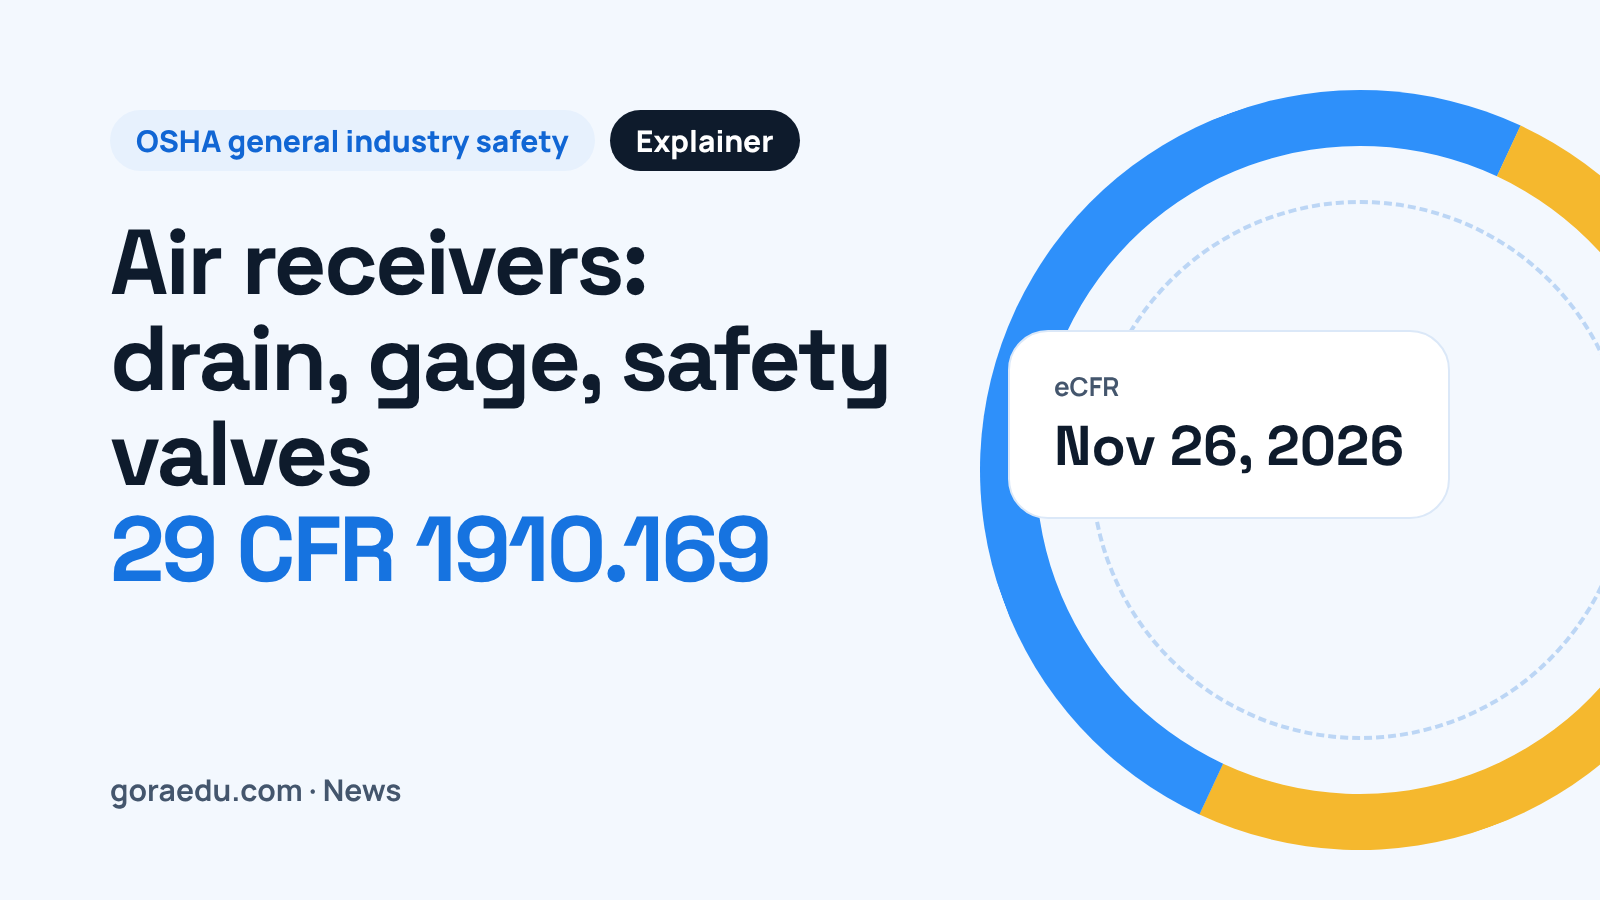 OSHA general industry safety
Explainer
Air receivers:
drain, gage, safety
valves
29 CFR 1910.169
eCFR
Nov 26, 2026
goraedu.com · News